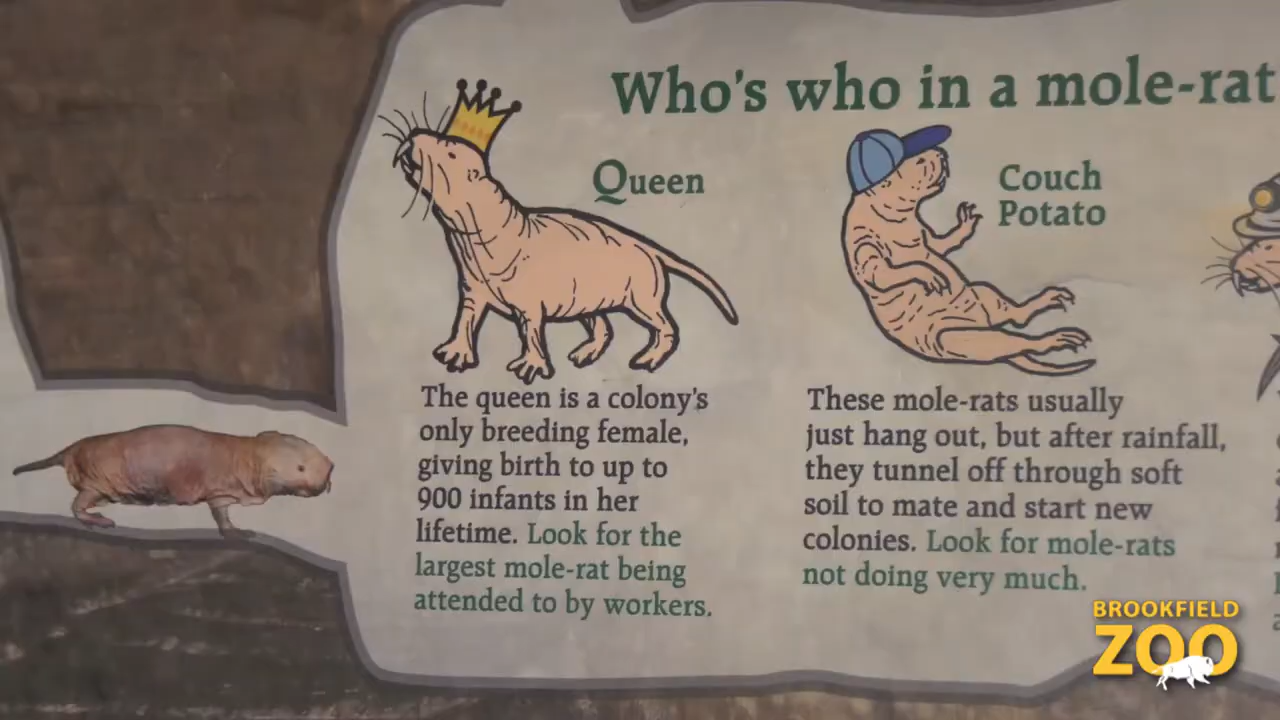 Who's who in a mole-rat
Queen
The queen is a colony's
only breeding female,
giving birth to up to
900 infants in her
lifetime. Look for the
largest mole-rat being
attended to by workers.
Couch
Potato
These mole-rats usually
just hang out, but after rainfall,
they tunnel off through soft
soil to mate and start new
colonies. Look for mole-rats
not doing very much.
BROOKFIELD
ZOO